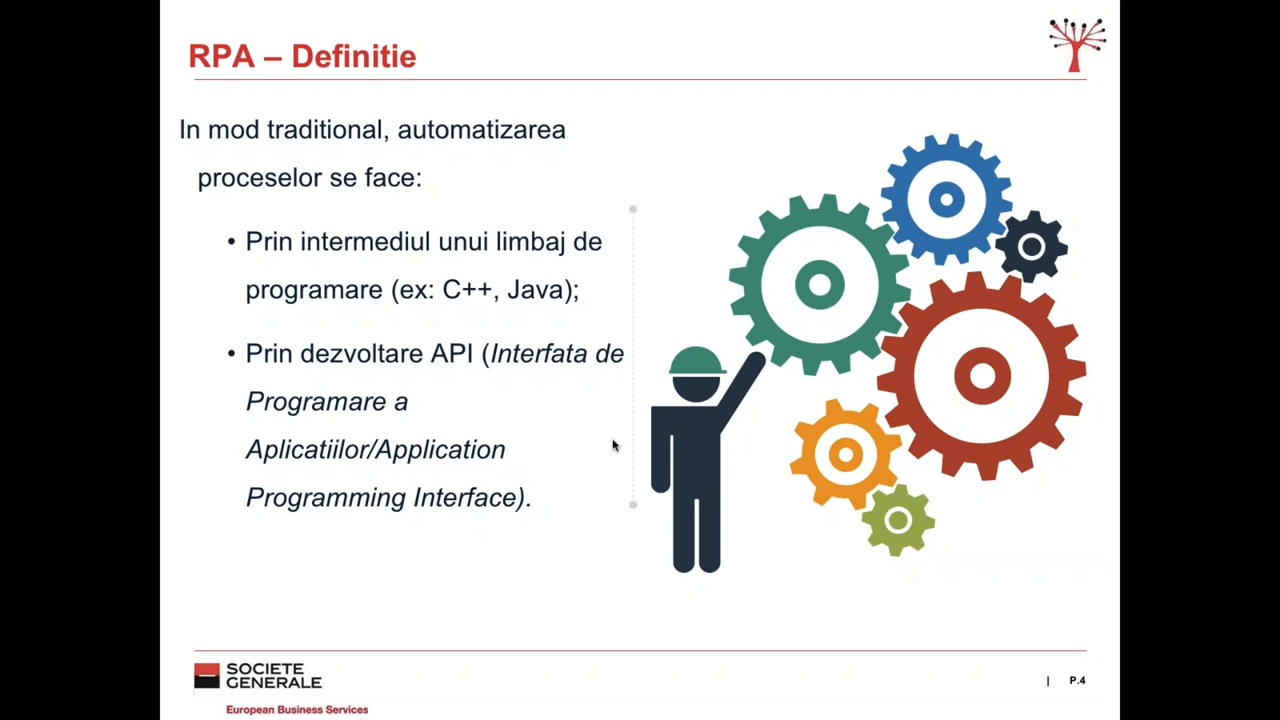 RPA – Definitie
In mod traditional, automatizarea
proceselor se face:
• Prin intermediul unui limbaj de
programare (ex: C++, Java);
• Prin dezvoltare API (Interfata de
Programare a
Aplicatiilor/Application
Programming Interface).
SOCIETE
GENERALE
European Business Services
| P.4